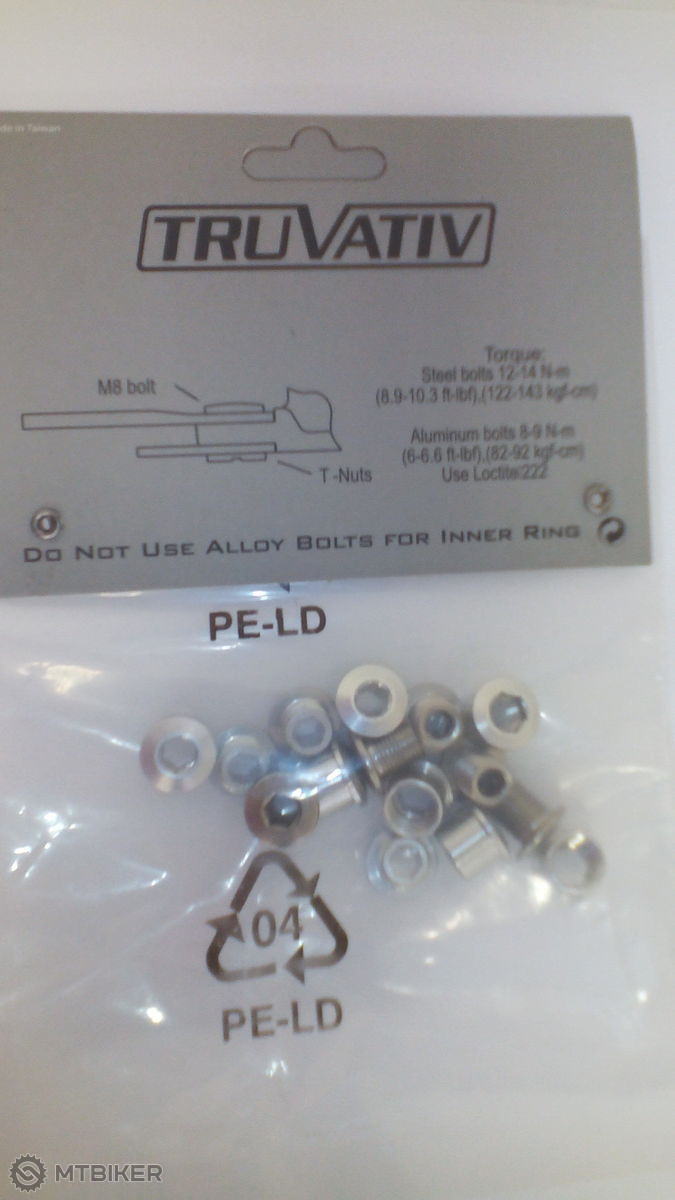 de in Taiwan
TRUVATIV
M8 bolt
T-Nuts
Torque:
Steel bolts 12-14 N-m
(8.9-10.3 ft-lbf),(122-143 kgf-cm)
Aluminum bolts 8-9 N-m
(6-6.6 ft-lbf),(82-92 kgf-cm)
Use Loctite:222
DO NOT USE ALLOY BOLTS FOR INNER RING
PE-LD
04
PE-LD
MTBIKER